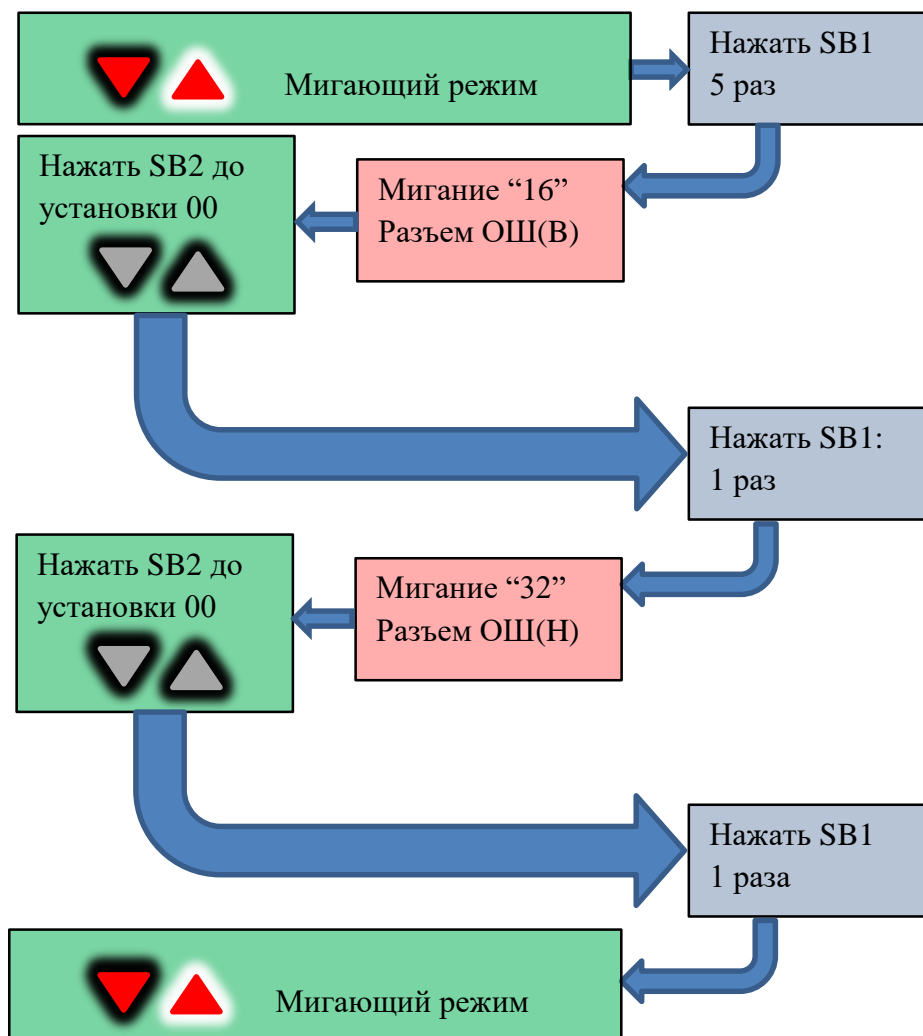 Мигающий режим
Нажать SB1
5 раз
Мигание “16”
Разъем ОШ(В)
Нажать SB2 до
установки 00
Нажать SB1:
1 раз
Мигание “32”
Разъем ОШ(Н)
Нажать SB2 до
установки 00
Нажать SB1
1 раза
Мигающий режим